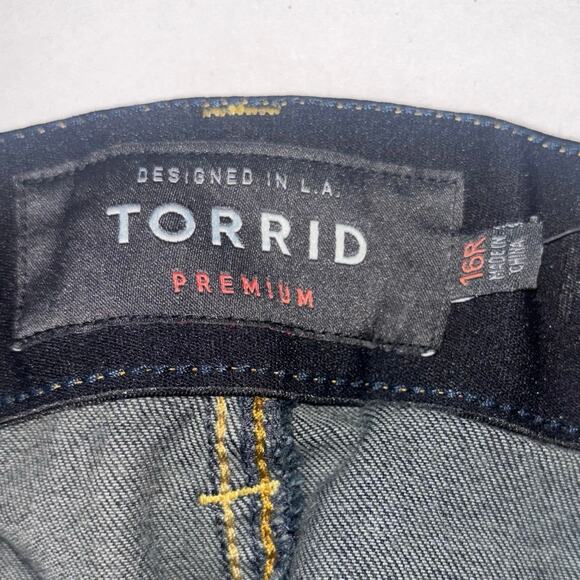 DESIGNED IN L.A.
TORRID
PREMIUM
16R
MADE IN
CHINA